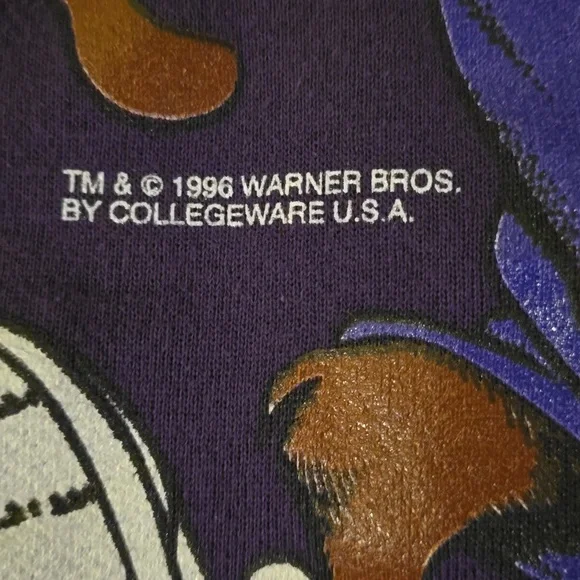 TM & © 1996 WARNER BROS.
BY COLLEGEWARE U.S.A.